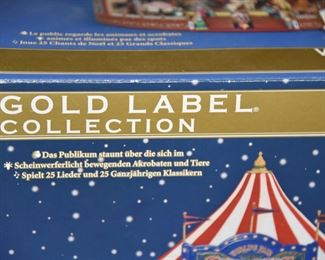 Le public regarde les animaux et acrobates
animés et illuminés par des spots
Joue 25 Chants de Noël et 25 Grands Classiques
GOLD LABEL®
COLLECTION
Das Publikum staunt über die sich im
Scheinwerferlicht bewegenden Akrobaten und Tiere
Spielt 25 Lieder und 25 Ganzjährigen Klassikern
WORLD'S FAIR